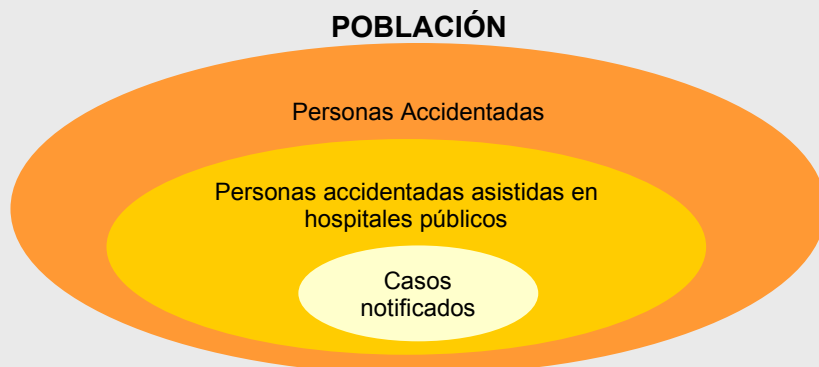 POBLACIÓN
Personas Accidentadas
Personas accidentadas asistidas en
hospitales públicos
Casos
notificados